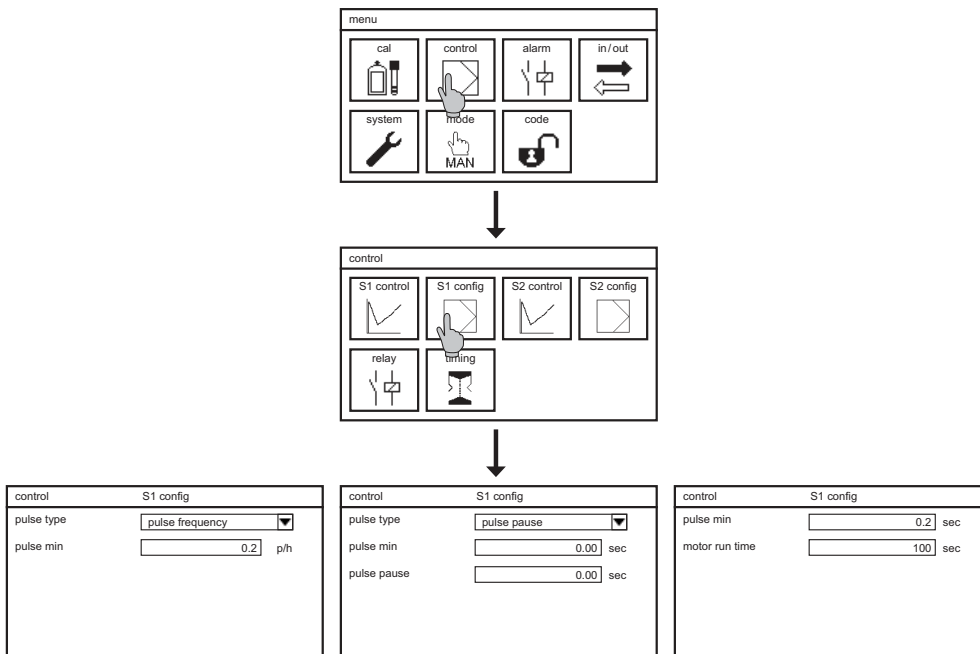 menu
cal control alarm in/out
system mode code
MAN
control
S1 control S1 config S2 control S2 config
relay timing
control S1 config
pulse type pulse frequency
pulse min 0.2 p/h
control S1 config
pulse type pulse pause
pulse min 0.00 sec
pulse pause 0.00 sec
control S1 config
pulse min 0.2 sec
motor run time 100 sec